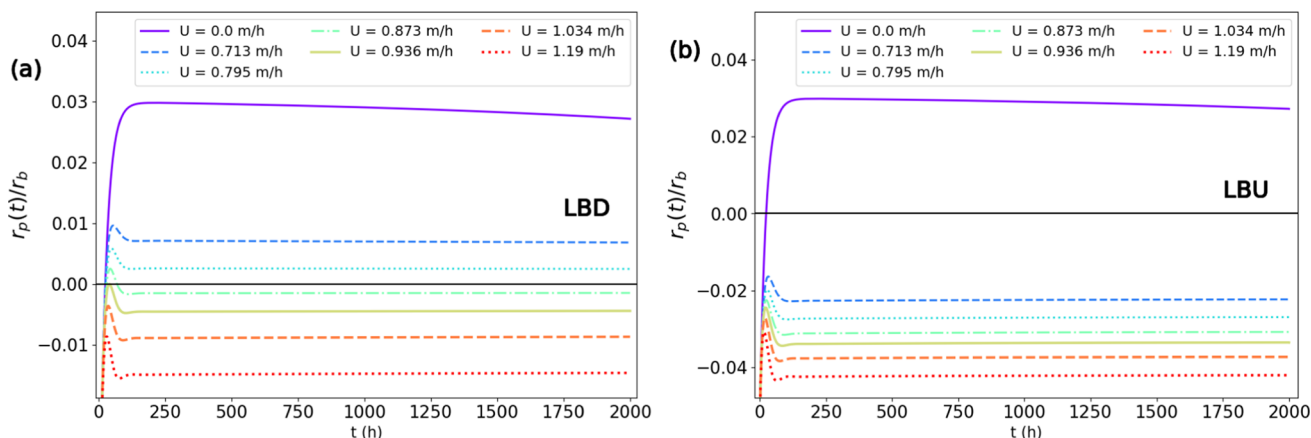 (a)
U = 0.0 m/h U = 0.873 m/h U = 1.034 m/h
U = 0.713 m/h U = 0.936 m/h U = 1.19 m/h
U = 0.795 m/h
0.04
0.03
0.02
0.01
0.00
−0.01
r_p(t)/r_b
LBD
0 250 500 750 1000 1250 1500 1750 2000
t (h)
(b)
U = 0.0 m/h U = 0.873 m/h U = 1.034 m/h
U = 0.713 m/h U = 0.936 m/h U = 1.19 m/h
U = 0.795 m/h
0.04
0.02
0.00
−0.02
−0.04
r_p(t)/r_b
LBU
0 250 500 750 1000 1250 1500 1750 2000
t (h)